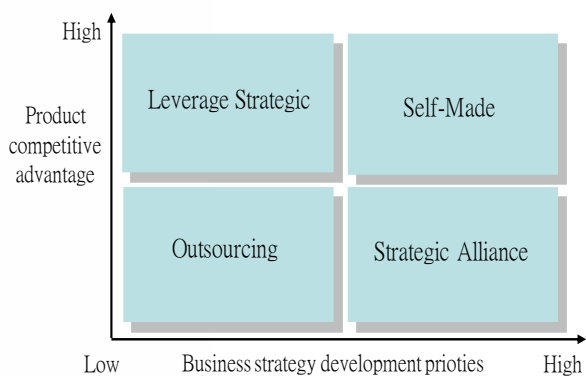 High
Leverage Strategic
Self-Made
Product
competitive
advantage
Outsourcing
Strategic Alliance
Low
Business strategy development prioties
High